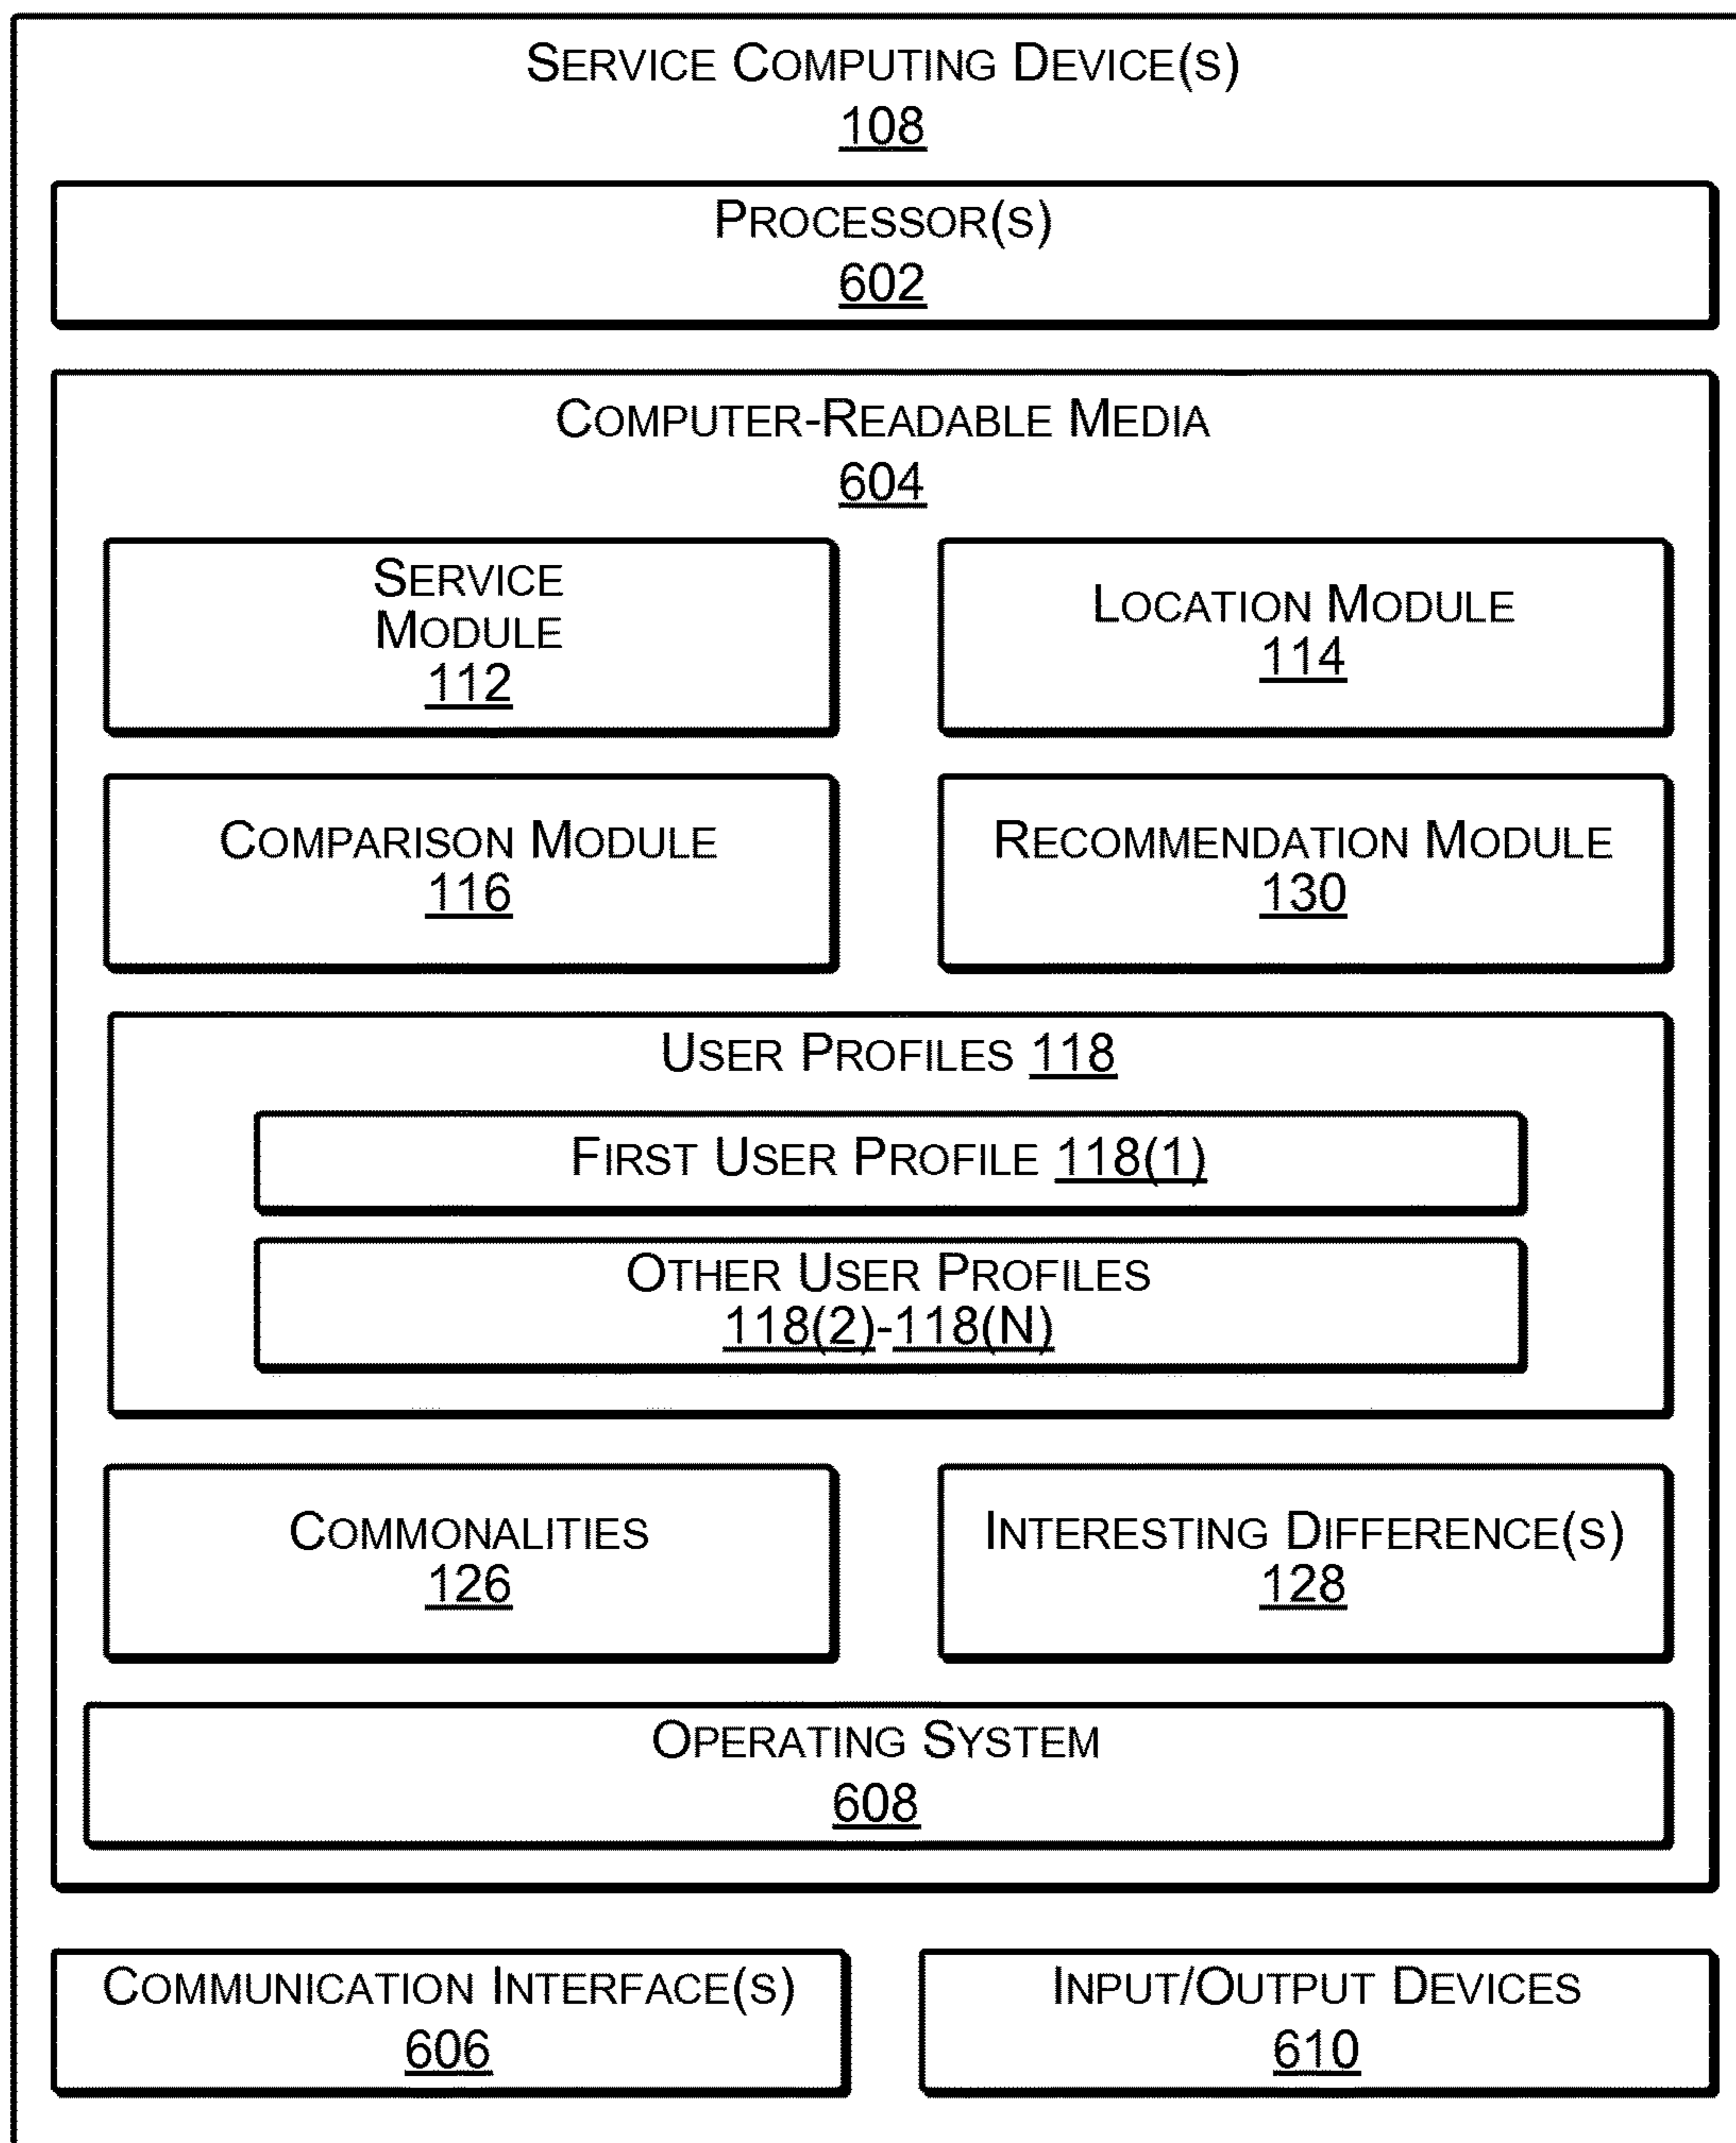 SERVICE COMPUTING DEVICE(S)
108
PROCESSOR(S)
602
COMPUTER-READABLE MEDIA
604
SERVICE
MODULE
112
LOCATION MODULE
114
COMPARISON MODULE
116
RECOMMENDATION MODULE
130
USER PROFILES 118
FIRST USER PROFILE 118(1)
OTHER USER PROFILES
118(2)-118(N)
COMMONALITIES
126
INTERESTING DIFFERENCE(S)
128
OPERATING SYSTEM
608
COMMUNICATION INTERFACE(S)
606
INPUT/OUTPUT DEVICES
610